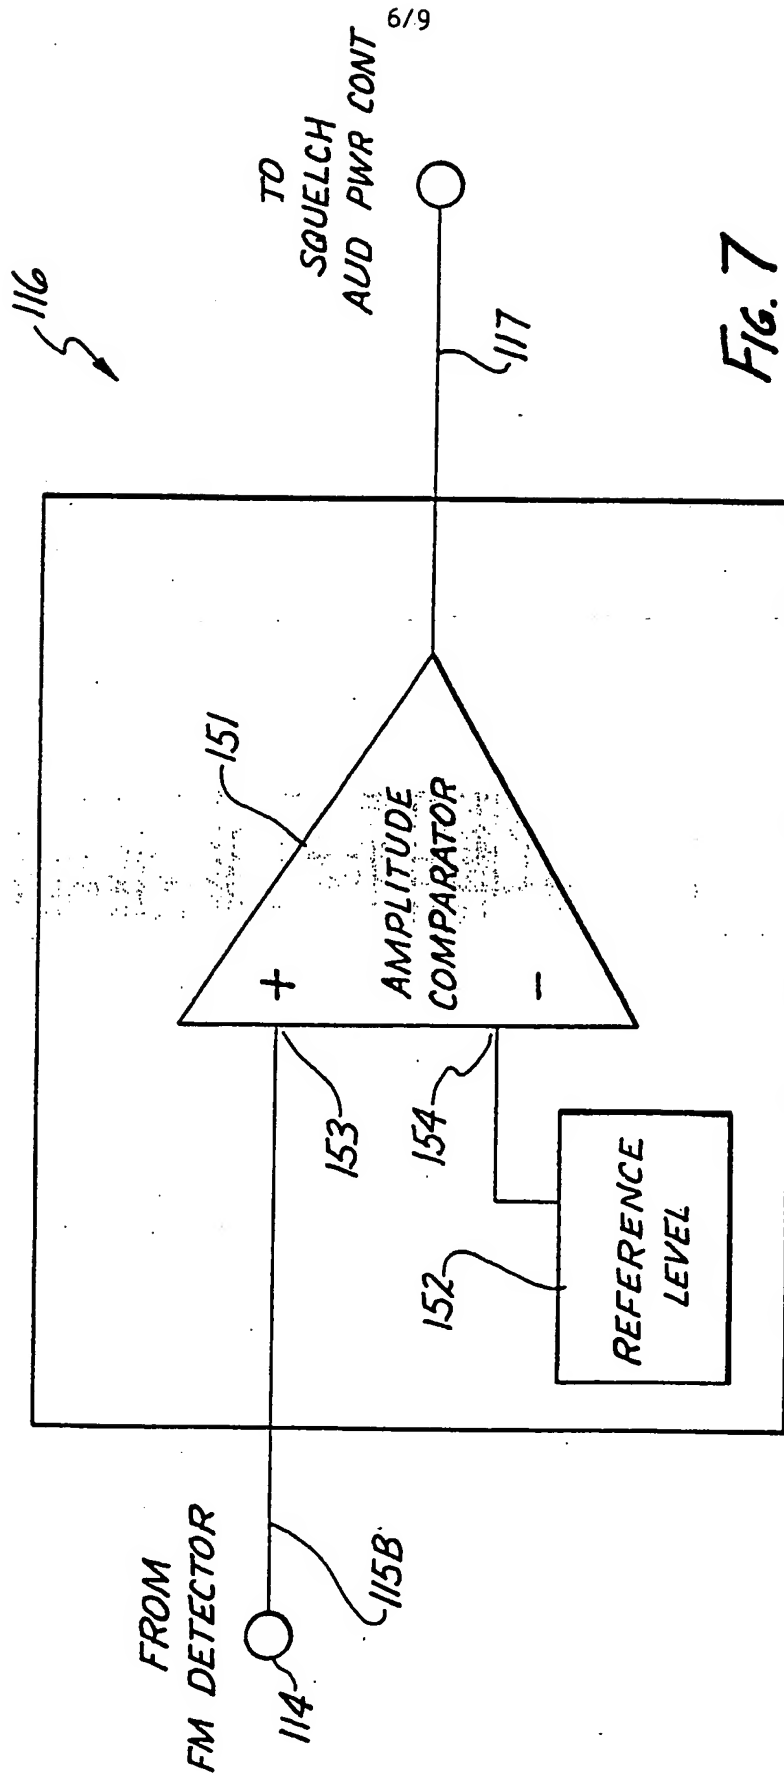 6/9
116
TO
SQUELCH
AUD PWR CONT
117
151
+
AMPLITUDE
COMPARATOR
-
153
154
152
REFERENCE
LEVEL
FROM
FM DETECTOR
114
115B
FIG. 7